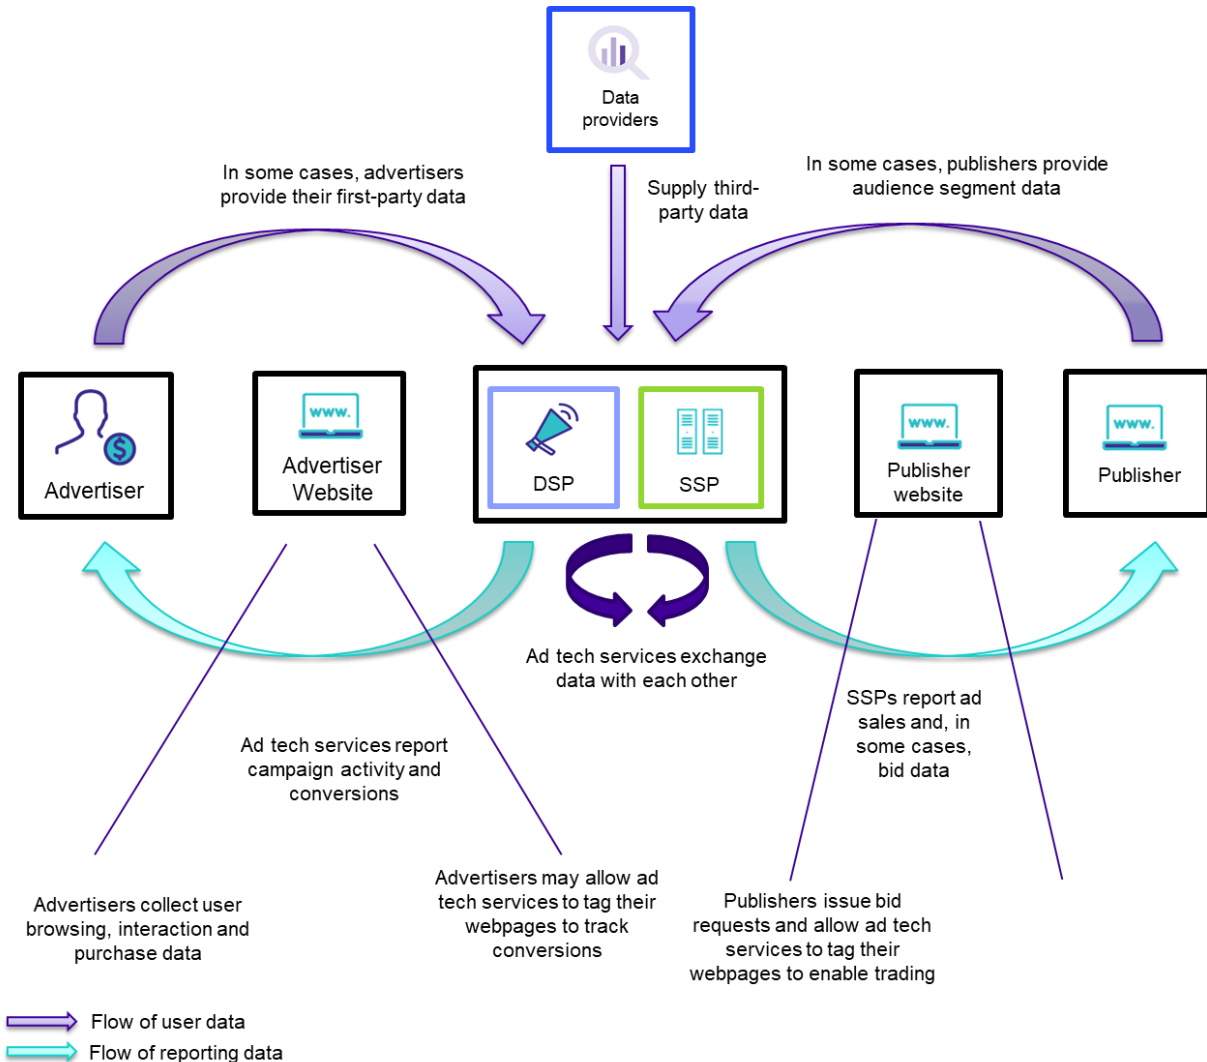 Data
providers
In some cases, advertisers
provide their first-party data
Supply third-
party data
In some cases, publishers provide
audience segment data
Advertiser
www.
Advertiser
Website
DSP
SSP
www.
Publisher
website
www.
Publisher
Ad tech services exchange
data with each other
Ad tech services report
campaign activity and
conversions
SSPs report ad
sales and, in
some cases,
bid data
Advertisers collect user
browsing, interaction and
purchase data
Advertisers may allow ad
tech services to tag their
webpages to track
conversions
Publishers issue bid
requests and allow ad tech
services to tag their
webpages to enable trading
Flow of user data
Flow of reporting data